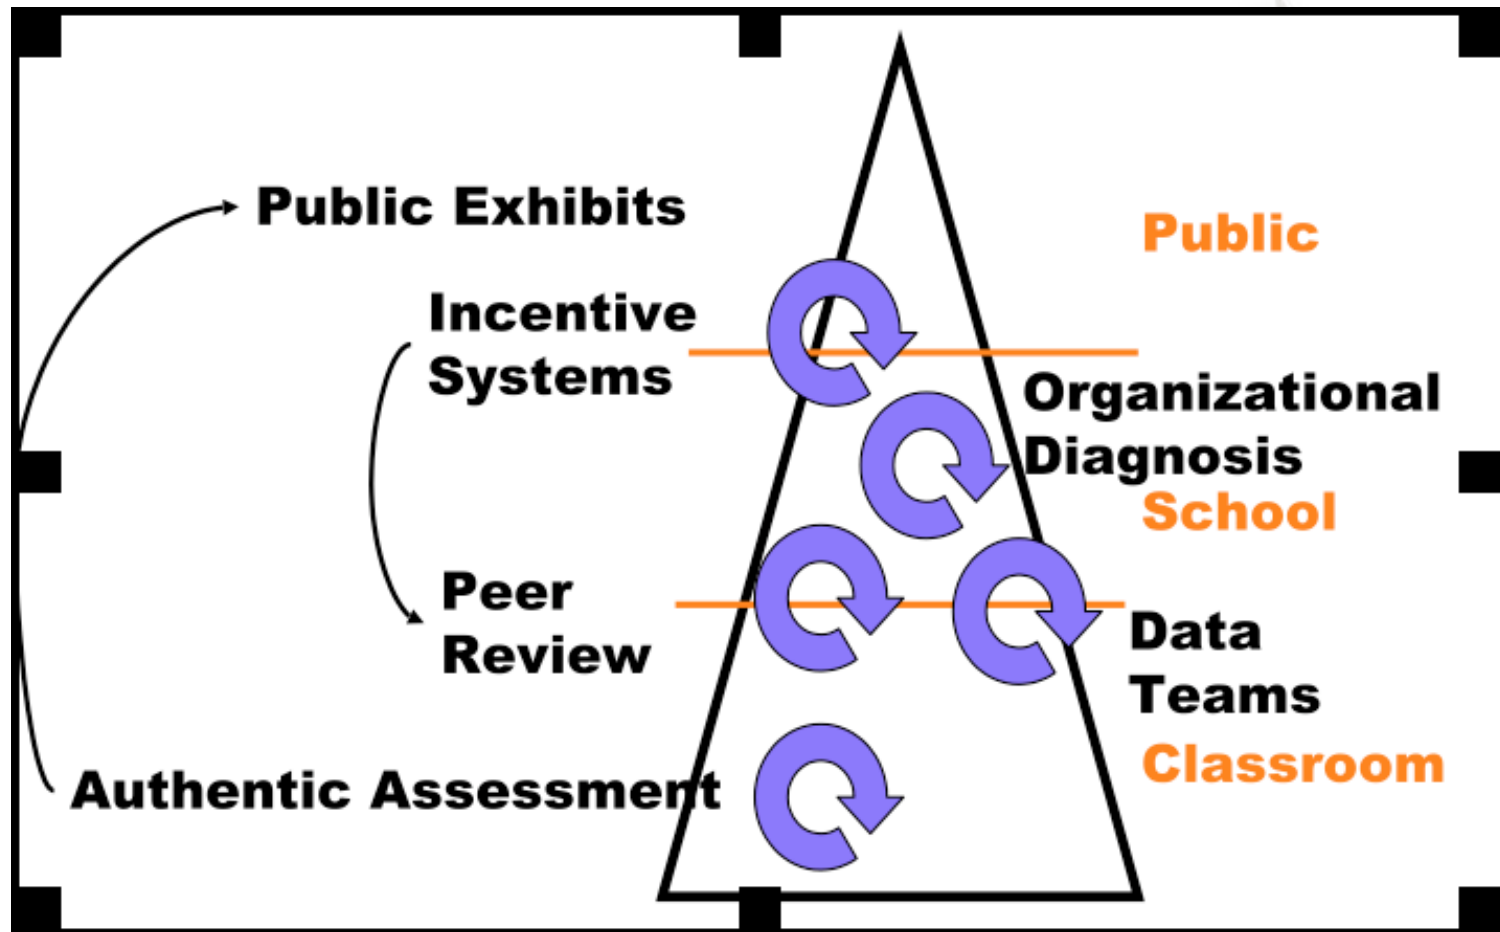 Public Exhibits
Public
Incentive
Systems
Organizational
Diagnosis
School
Peer
Review
Data
Teams
Classroom
Authentic Assessment